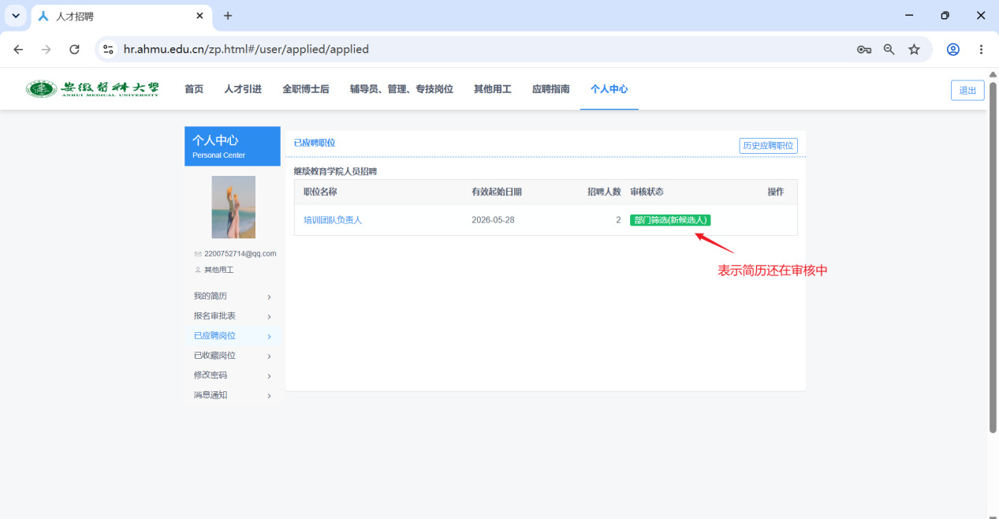 人才招聘
hr.ahmu.edu.cn/zp.html#/user/applied/applied
安徽医科大学
ANHUI MEDICAL UNIVERSITY
首页 人才引进 全职博士后 辅导员、管理、专技岗位 其他用工 应聘指南 个人中心 退出
个人中心
Personal Center
2200752714@qq.com
其他用工
我的简历
报名审批表
已应聘岗位
已收藏岗位
修改密码
消息通知
已应聘职位 历史应聘职位
继续教育学院人员招聘
职位名称 有效起始日期 招聘人数 审核状态 操作
培训团队负责人 2026-05-28 2 部门筛选(新候选人)
表示简历还在审核中